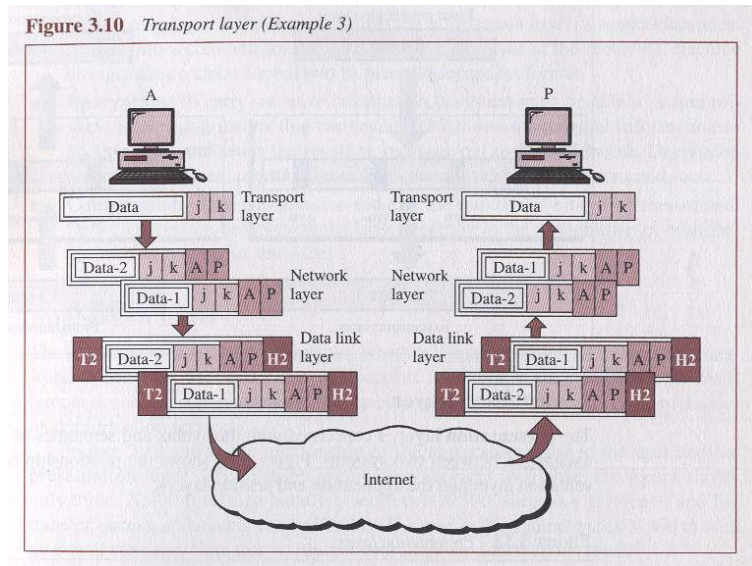 Figure 3.10 Transport layer (Example 3)
A P
Data j k Transport layer Transport layer Data j k
Data-2 j k A P Data-1 j k A P
Network layer Network layer
Data-1 j k A P Data-2 j k A P
T2 Data-2 j k A P H2 Data link layer Data link layer T2 Data-1 j k A P H2
T2 Data-1 j k A P H2 T2 Data-2 j k A P H2
Internet